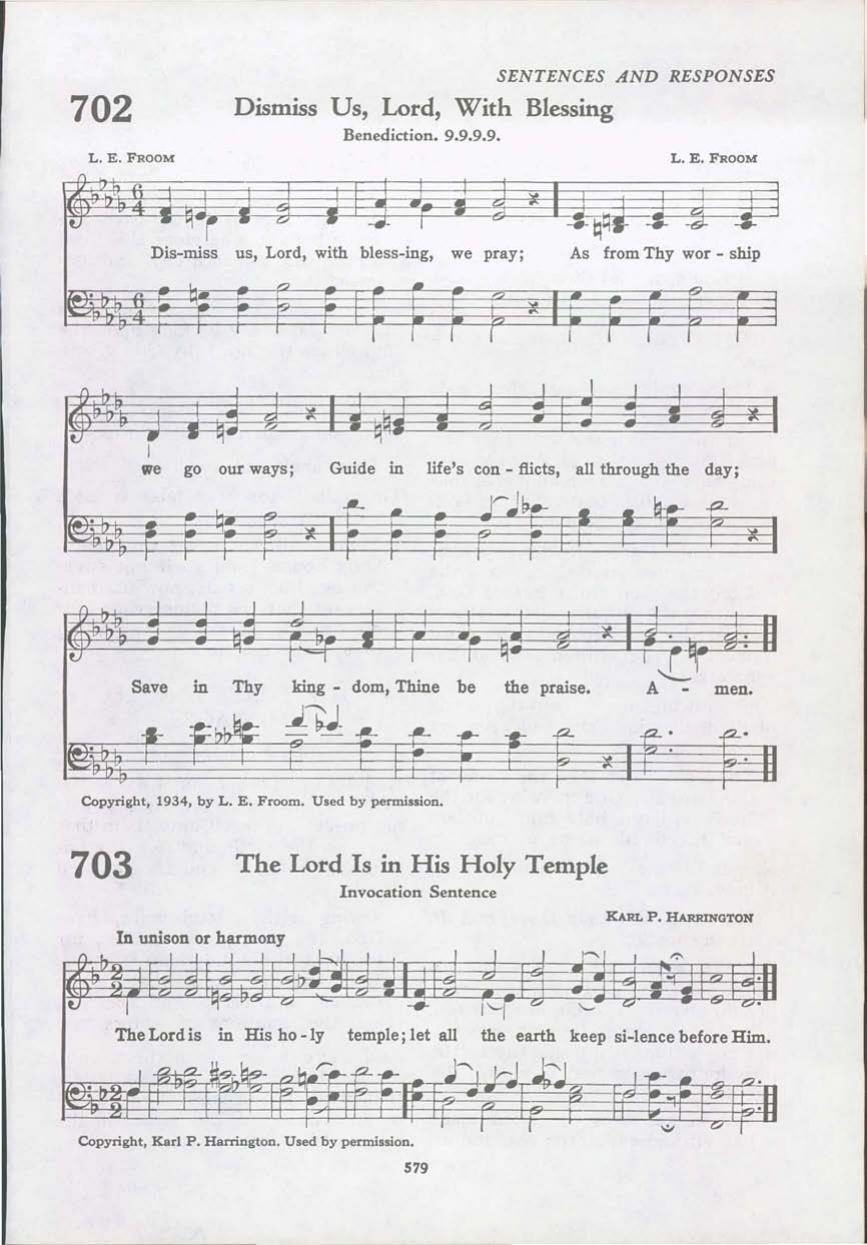 SENTENCES AND RESPONSES
702 Dismiss Us, Lord, With Blessing
Benediction. 9.9.9.9.
L. E. FROOM L. E. FROOM
Dis-miss us, Lord, with bless-ing, we pray; As from Thy wor - ship
we go our ways; Guide in life's con - flicts, all through the day;
Save in Thy king - dom, Thine be the praise. A - men.
Copyright, 1934, by L. E. Froom. Used by permission.
703 The Lord Is in His Holy Temple
Invocation Sentence
KARL P. HARRINGTON
In unison or harmony
The Lord is in His ho - ly temple; let all the earth keep si-lence before Him.
Copyright, Karl P. Harrington. Used by permission.
579